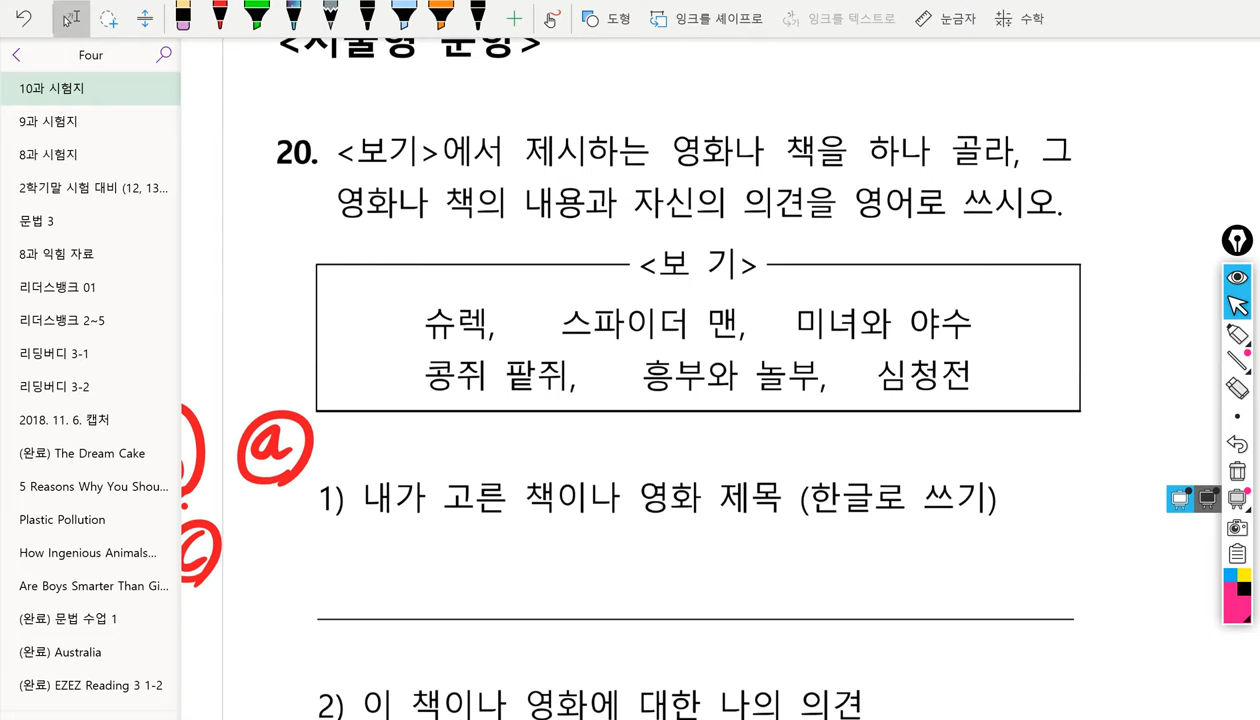 도형
잉크를 셰이프로
잉크를 텍스트로
눈금자
수학
Four
10과 시험지
9과 시험지
8과 시험지
2학기말 시험 대비 (12, 13...
문법 3
8과 익힘 자료
리더스뱅크 01
리더스뱅크 2~5
리딩버디 3-1
리딩버디 3-2
2018. 11. 6. 캡처
(완료) The Dream Cake
5 Reasons Why You Shou...
Plastic Pollution
How Ingenious Animals...
Are Boys Smarter Than Gi...
(완료) 문법 수업 1
(완료) Australia
(완료) EZEZ Reading 3 1-2
<서술형 문항>
20. <보기>에서 제시하는 영화나 책을 하나 골라, 그
영화나 책의 내용과 자신의 의견을 영어로 쓰시오.
<보 기>
슈렉, 스파이더 맨, 미녀와 야수
콩쥐 팥쥐, 흥부와 놀부, 심청전
a
1) 내가 고른 책이나 영화 제목 (한글로 쓰기)
c
2) 이 책이나 영화에 대한 나의 의견